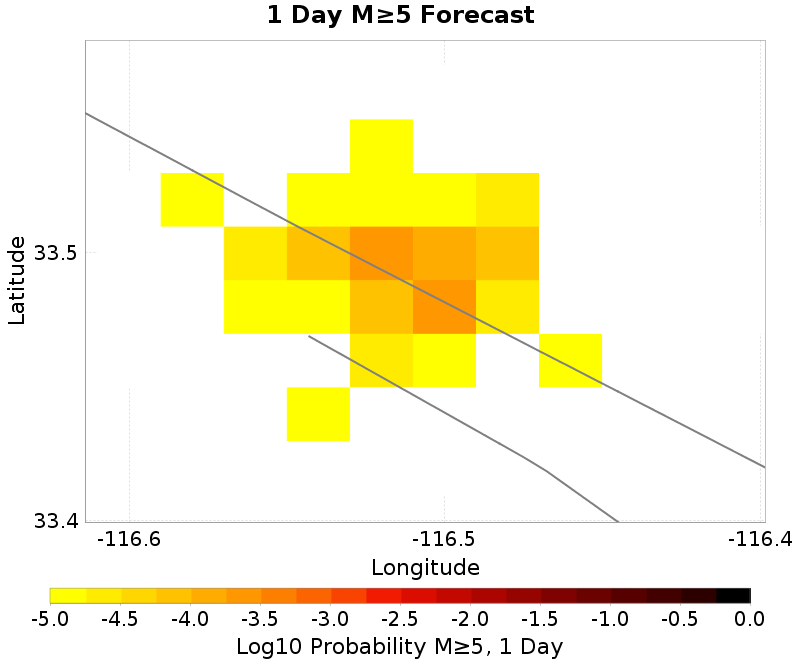 1 Day M≥5 Forecast
Latitude
33.5
33.4
-116.6 -116.5 -116.4
Longitude
-5.0 -4.5 -4.0 -3.5 -3.0 -2.5 -2.0 -1.5 -1.0 -0.5 0.0
Log10 Probability M≥5, 1 Day